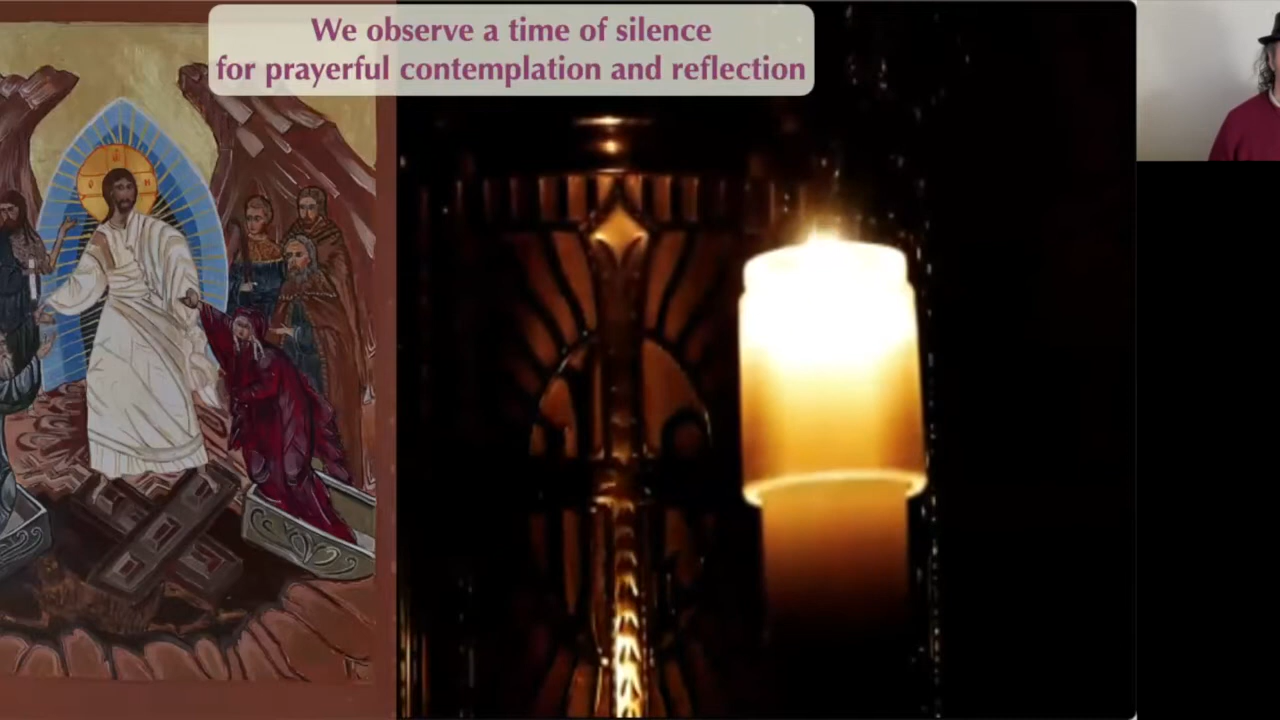 We observe a time of silence
for prayerful contemplation and reflection